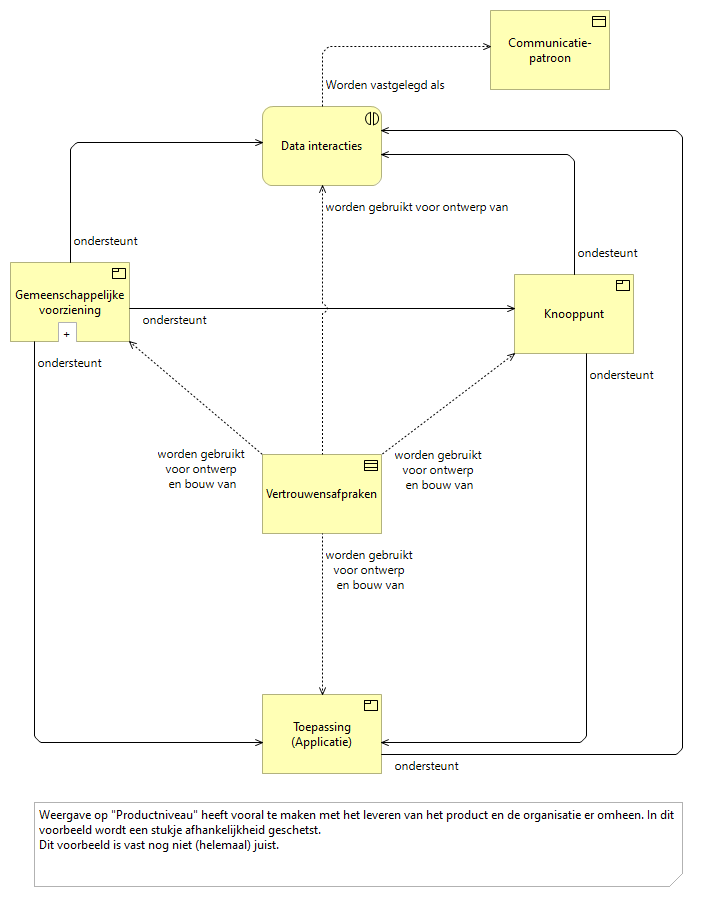 Communicatie-
patroon
Worden vastgelegd als
Data interacties
worden gebruikt voor ontwerp van
ondersteunt
ondesteunt
Gemeenschappelijke
voorziening
+
ondersteunt
Knooppunt
ondersteunt
ondersteunt
worden gebruikt
voor ontwerp
en bouw van
worden gebruikt
voor ontwerp
en bouw van
Vertrouwensafpraken
worden gebruikt
voor ontwerp
en bouw van
Toepassing
(Applicatie)
ondersteunt
Weergave op "Productniveau" heeft vooral te maken met het leveren van het product en de organisatie er omheen. In dit
voorbeeld wordt een stukje afhankelijkheid geschetst.
Dit voorbeeld is vast nog niet (helemaal) juist.